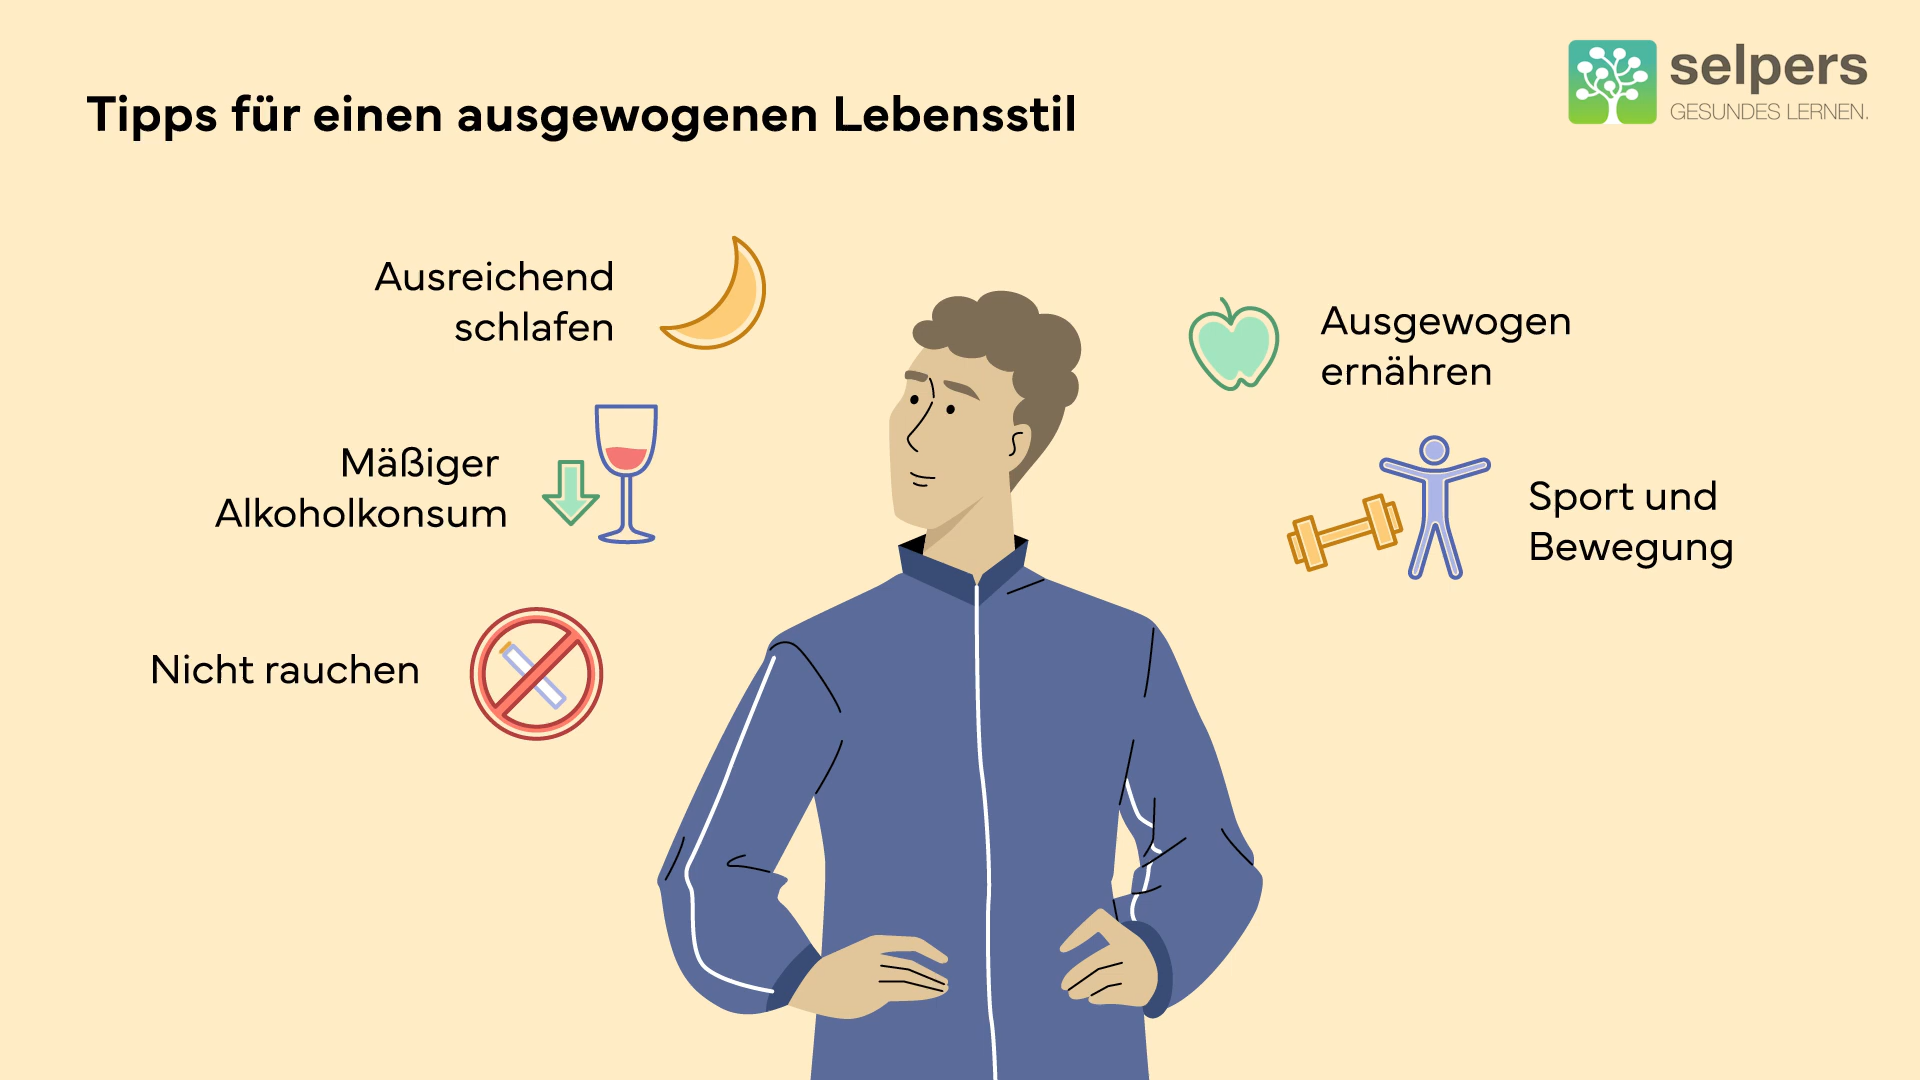 Tipps für einen ausgewogenen Lebensstil
selpers
GESUNDES LERNEN.
Ausreichend
schlafen
Mäßiger
Alkoholkonsum
Nicht rauchen
Ausgewogen
ernähren
Sport und
Bewegung